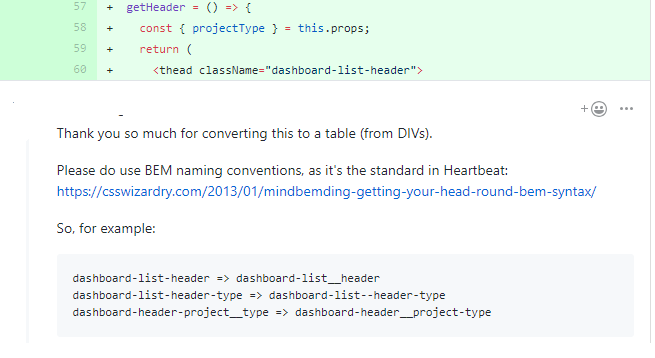 57 + getHeader = () => {
58 + const { projectType } = this.props;
59 + return (
60 + <thead className="dashboard-list-header">
Thank you so much for converting this to a table (from DIVs).
Please do use BEM naming conventions, as it's the standard in Heartbeat:
https://csswizardry.com/2013/01/mindbemding-getting-your-head-round-bem-syntax/
So, for example:
dashboard-list-header => dashboard-list__header
dashboard-list-header-type => dashboard-list--header-type
dashboard-header-project__type => dashboard-header__project-type